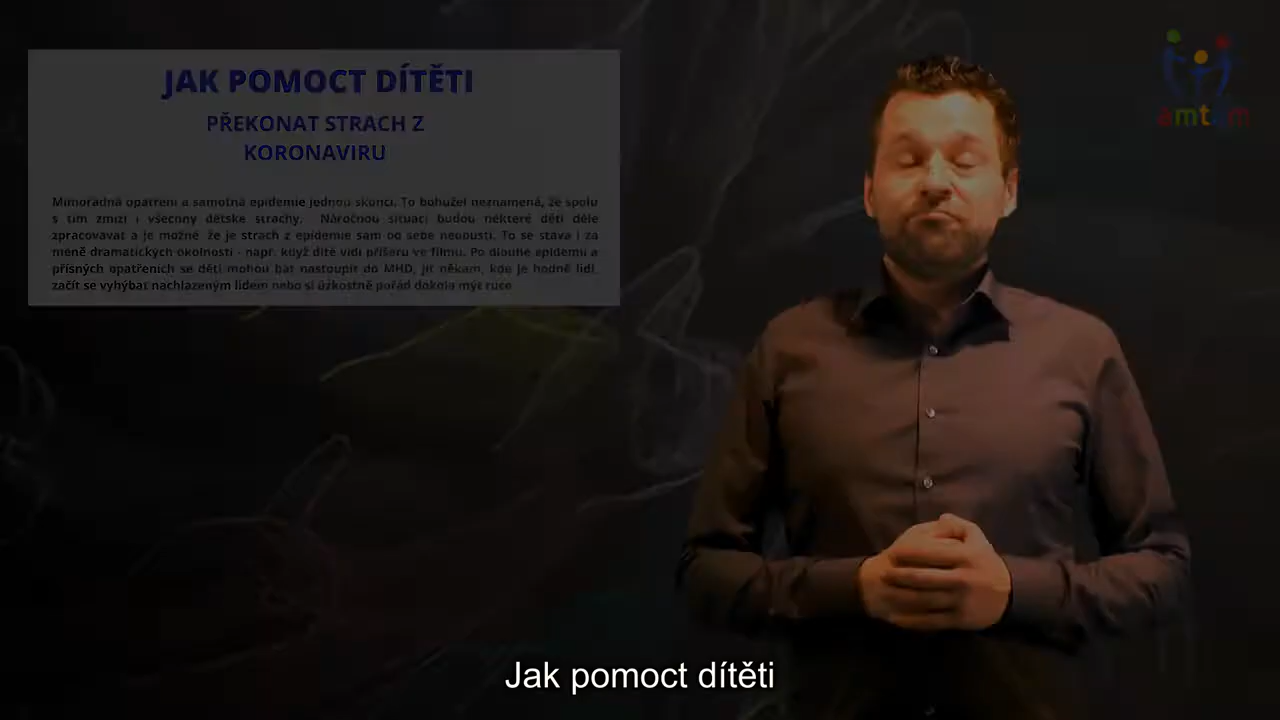 JAK POMOCT DÍTĚTI
PŘEKONAT STRACH Z
KORONAVIRU
Mimořádná opatření a samotná epidemie jednou skončí. To bohužel neznamená, že spolu
s tím zmizí i všechny dětské strachy. Náročnou situaci budou některé děti déle
zpracovávat a je možné, že je strach z epidemie sám od sebe neopustí. To se stává i za
méně dramatických okolností - např. když dítě vidí příšeru ve filmu. Po dlouhé epidemii a
přísných opatřeních se děti mohou bát nastoupit do MHD, jít někam, kde je hodně lidí,
začít se vyhýbat nachlazeným lidem nebo si úzkostně pořád dokola mýt ruce
amtam
Jak pomoct dítěti